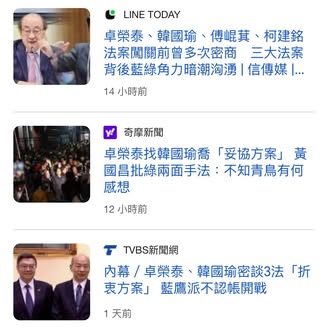 LINE TODAY
卓榮泰、韓國瑜、傅崐萁、柯建銘
法案闖關前曾多次密商　三大法案
背後藍綠角力暗潮洶湧 | 信傳媒 |...
14 小時前
奇摩新聞
卓榮泰找韓國瑜喬「妥協方案」 黃
國昌批綠兩面手法：不知青鳥有何
感想
12 小時前
TVBS新聞網
內幕／卓榮泰、韓國瑜密談3法「折
衷方案」 藍鷹派不認帳開戰
1 天前